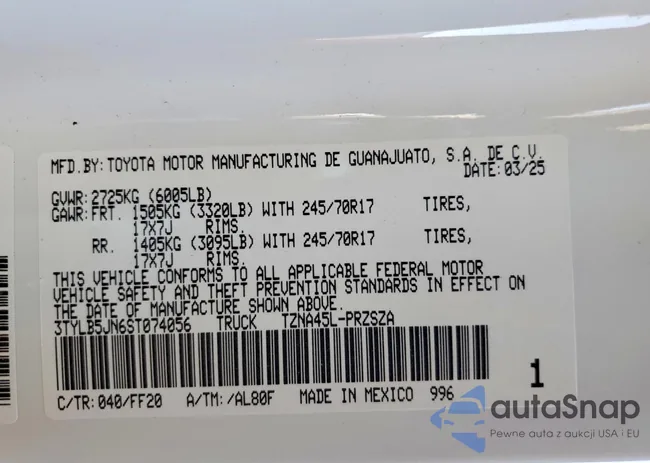 MFD.BY: TOYOTA MOTOR MANUFACTURING DE GUANAJUATO, S.A. DE C.V.
DATE: 03/25
GVWR: 2725KG (6005LB)
GAWR: FRT. 1505KG (3320LB) WITH 245/70R17 TIRES,
17X7J RIMS.
RR. 1405KG (3095LB) WITH 245/70R17 TIRES,
17X7J RIMS.
THIS VEHICLE CONFORMS TO ALL APPLICABLE FEDERAL MOTOR
VEHICLE SAFETY AND THEFT PREVENTION STANDARDS IN EFFECT ON
THE DATE OF MANUFACTURE SHOWN ABOVE.
3TYLB5JN6ST074056 TRUCK TZNA45L-PRZSZA
1
C/TR: 040/FF20 A/TM: /AL80F MADE IN MEXICO 996
autaSnap
Pewne auta z aukcji USA i EU